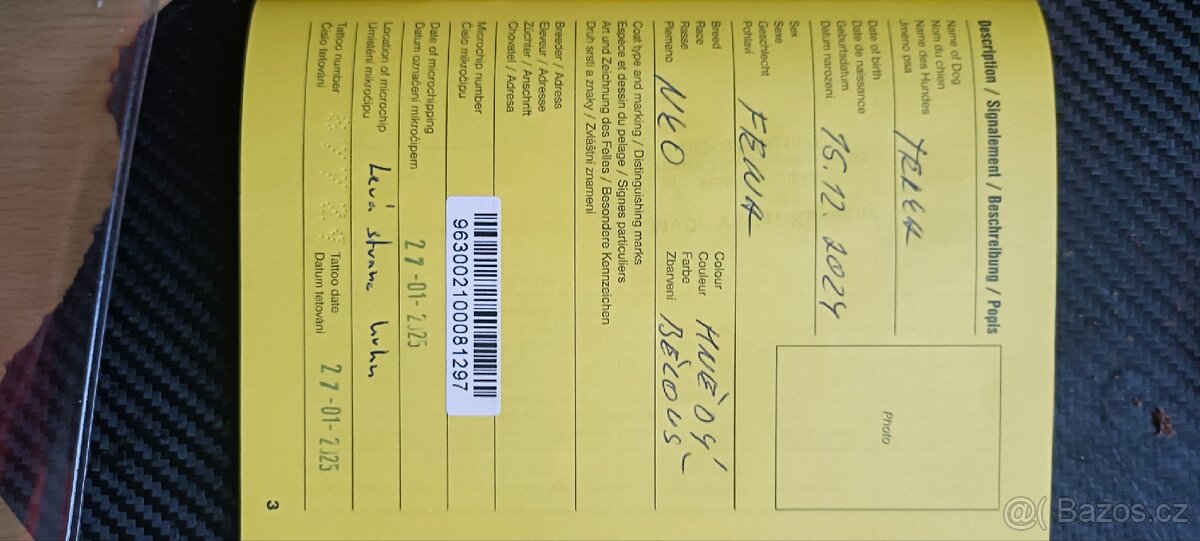 Description / Signalement / Beschreibung / Popis
Name of Dog
Nom du chien
Name des Hundes
Jméno psa
Date of birth
Date de naissance
Geburtsdatum
Datum narození 15.12. 2024
Sex
Sexe
Geschlecht
Pohlaví FENA
Breed
Race
Rasse
Plemeno NKO
Colour
Couleur
Farbe HNĚDÝ
Zbarvení BĚLOUŠ
Photo
Coat type and marking / Distinguishing marks
Espèce et dessin du pelage / Signes particuliers
Art und Zeichnung des Felles / Besondere Kennzeichen
Druh srsti a znaky / Zvláštní znamení
Breeder / Address
Eleveur / Adresse
Züchter / Anschrift
Chovatel / Adresa
Microchip number
Číslo mikročipu
963002100081297
Date of microchipping
Datum označení mikročipem 27-01-2025
Location of microchip
Umístění mikročipu Levá strana krku
Tattoo number
Číslo tetování
Tattoo date
Datum tetování 27-01-2025
3
Bazos.cz